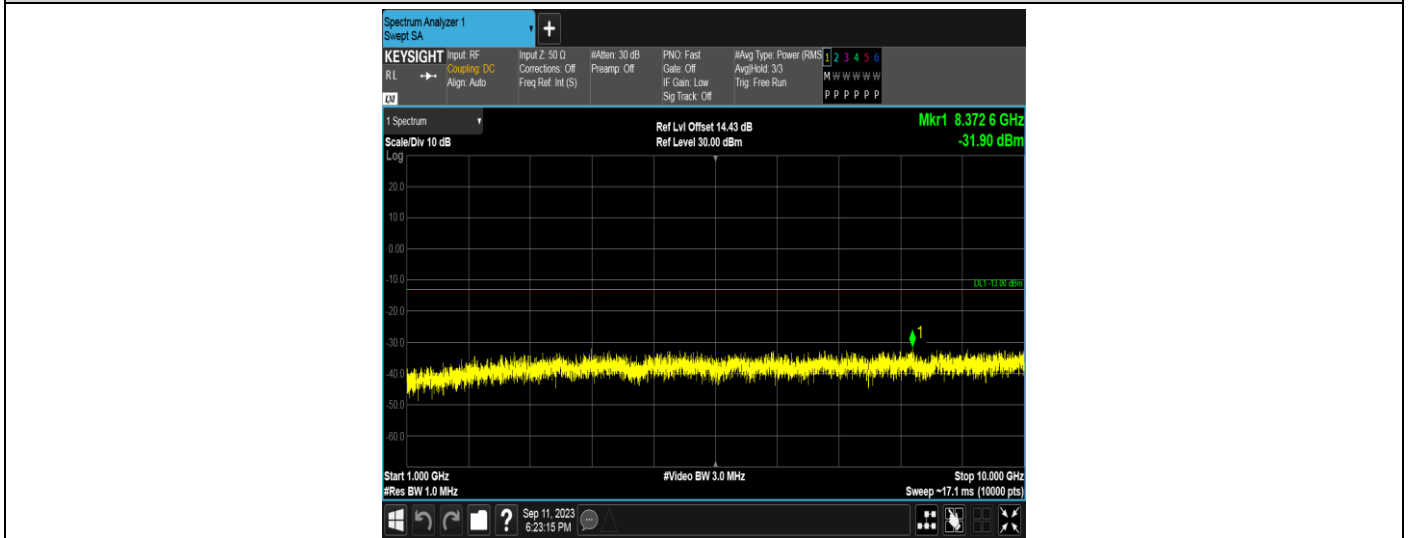 Spectrum Analyzer 1
Swept SA
+
KEYSIGHT
RL
Input: RF
Coupling: DC
Align: Auto
Input Z: 50 Ω
Corrections: Off
Freq Ref: Int (S)
#Atten: 30 dB
Preamp: Off
PNO: Fast
Gate: Off
IF Gain: Low
Sig Track: Off
#Avg Type: Power (RMS
Avg|Hold: 3/3
Trig: Free Run
1 2 3 4 5 6
M W W W W W
P P P P P P
LXI
1 Spectrum
Scale/Div 10 dB
Ref Lvl Offset 14.43 dB
Ref Level 30.00 dBm
Mkr1 8.372 6 GHz
-31.90 dBm
Log
20.0
10.0
0.00
-10.0
DL1 -13.00 dBm
-20.0
1
-30.0
-40.0
-50.0
-60.0
Start 1.000 GHz
#Video BW 3.0 MHz
Stop 10.000 GHz
#Res BW 1.0 MHz
Sweep ~17.1 ms (10000 pts)
?
Sep 11, 2023
6:23:15 PM